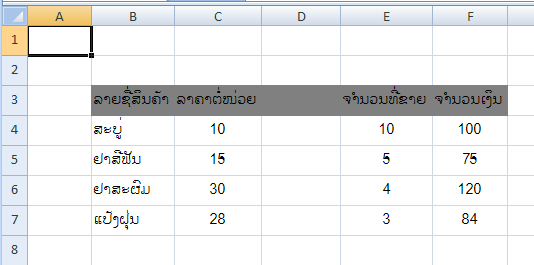 A B C D E F
1
2
3 ລາຍຊື່ສິນຄ້າ ລາຄາຕໍ່ໜ່ວຍ ຈຳນວນທີ່ຂາຍ ຈຳນວນເງິນ
4 ສະບູ່ 10 10 100
5 ຢາສີຟັນ 15 5 75
6 ຢາສະຜົມ 30 4 120
7 ແປ້ງຝຸ່ນ 28 3 84
8